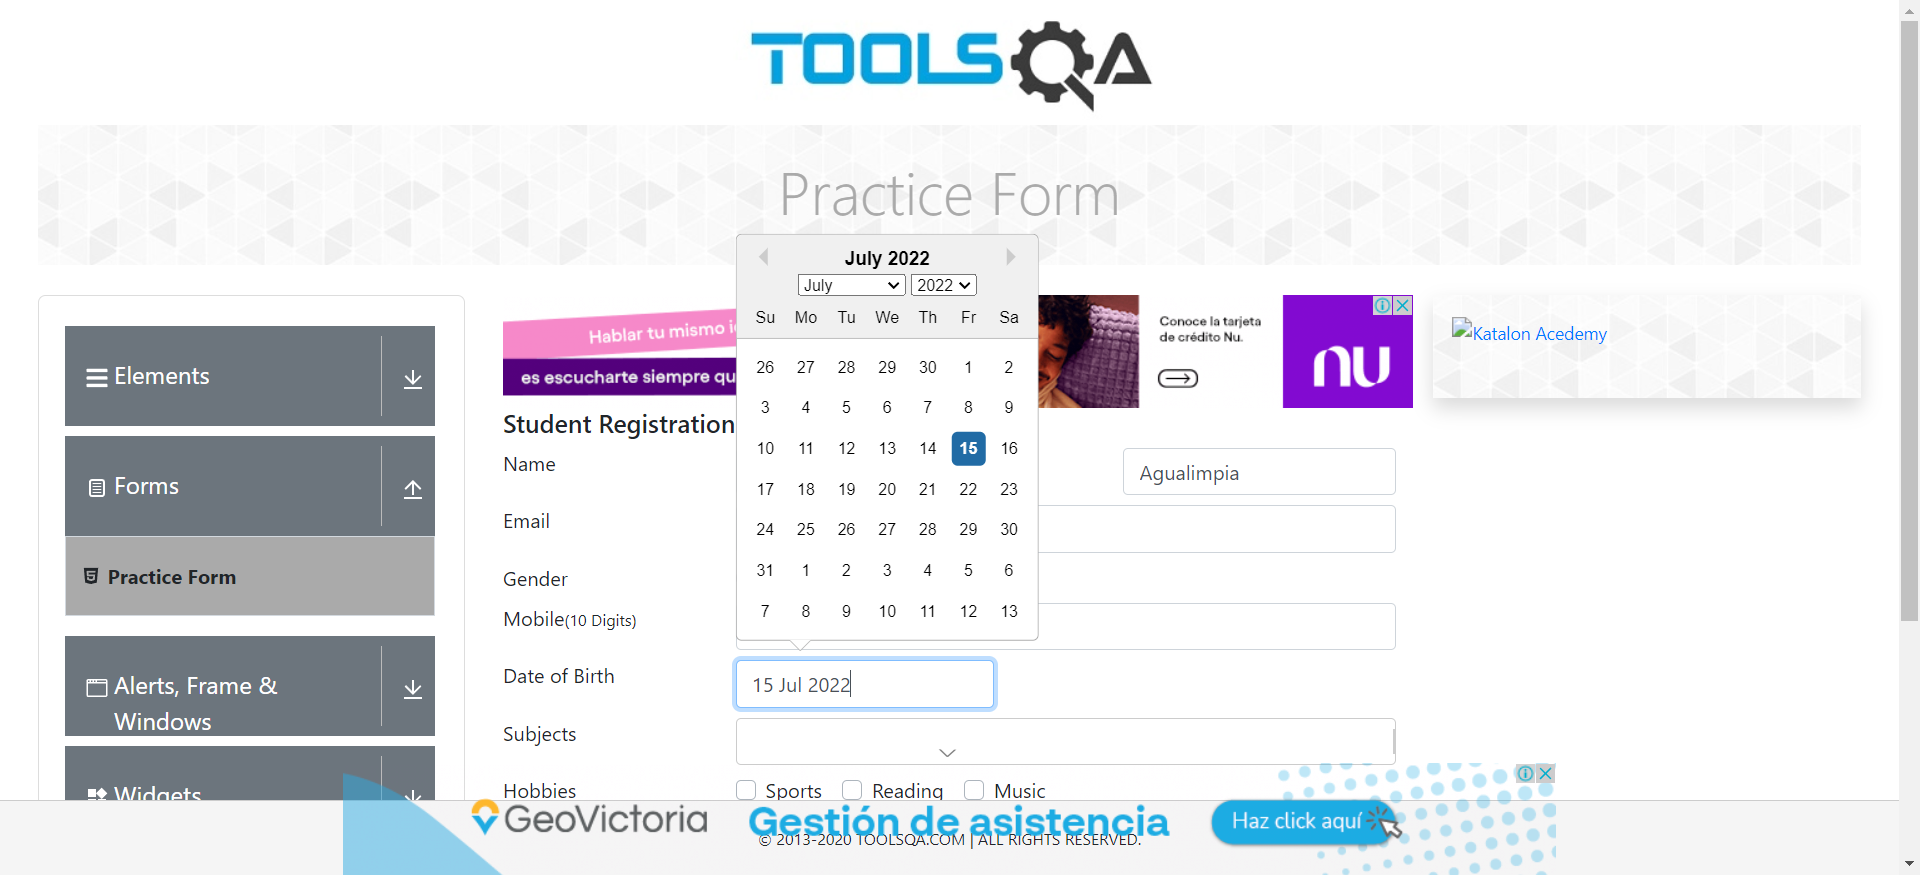 TOOLSQA
Practice Form
Elements
Forms
Practice Form
Alerts, Frame &
Windows
Widgets
Hablar tu mismo
es escucharte siempre
Conoce la tarjeta
de crédito Nu.
nu
Katalon Acedemy
Student Registration
Name
Agualimpia
Email
Gender
Mobile(10 Digits)
July 2022
July 2022
Su Mo Tu We Th Fr Sa
26 27 28 29 30 1 2
3 4 5 6 7 8 9
10 11 12 13 14 15 16
17 18 19 20 21 22 23
24 25 26 27 28 29 30
31 1 2 3 4 5 6
7 8 9 10 11 12 13
Date of Birth
15 Jul 2022
Subjects
Hobbies
Sports Reading Music
GeoVictoria
Gestión de asistencia
Haz click aquí
© 2013-2020 TOOLSQA.COM | ALL RIGHTS RESERVED.